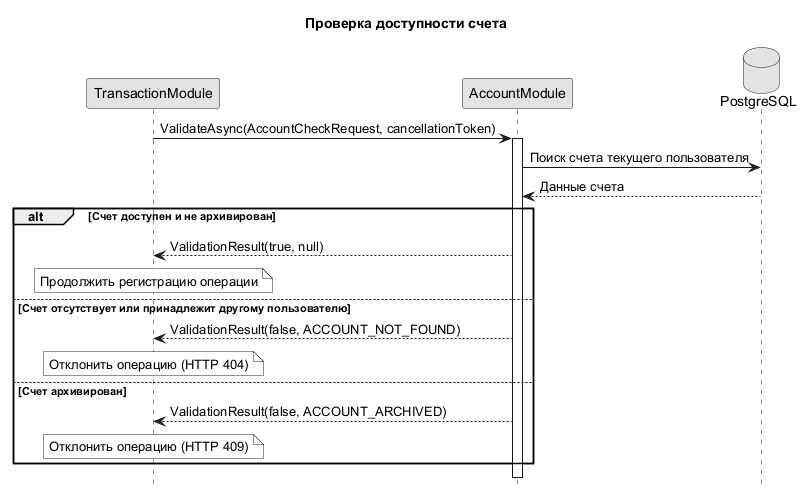 Проверка доступности счета
PostgreSQL
TransactionModule
AccountModule
ValidateAsync(AccountCheckRequest, cancellationToken)
Поиск счета текущего пользователя
Данные счета
alt
[Счет доступен и не архивирован]
ValidationResult(true, null)
Продолжить регистрацию операции
[Счет отсутствует или принадлежит другому пользователю]
ValidationResult(false, ACCOUNT_NOT_FOUND)
Отклонить операцию (HTTP 404)
[Счет архивирован]
ValidationResult(false, ACCOUNT_ARCHIVED)
Отклонить операцию (HTTP 409)